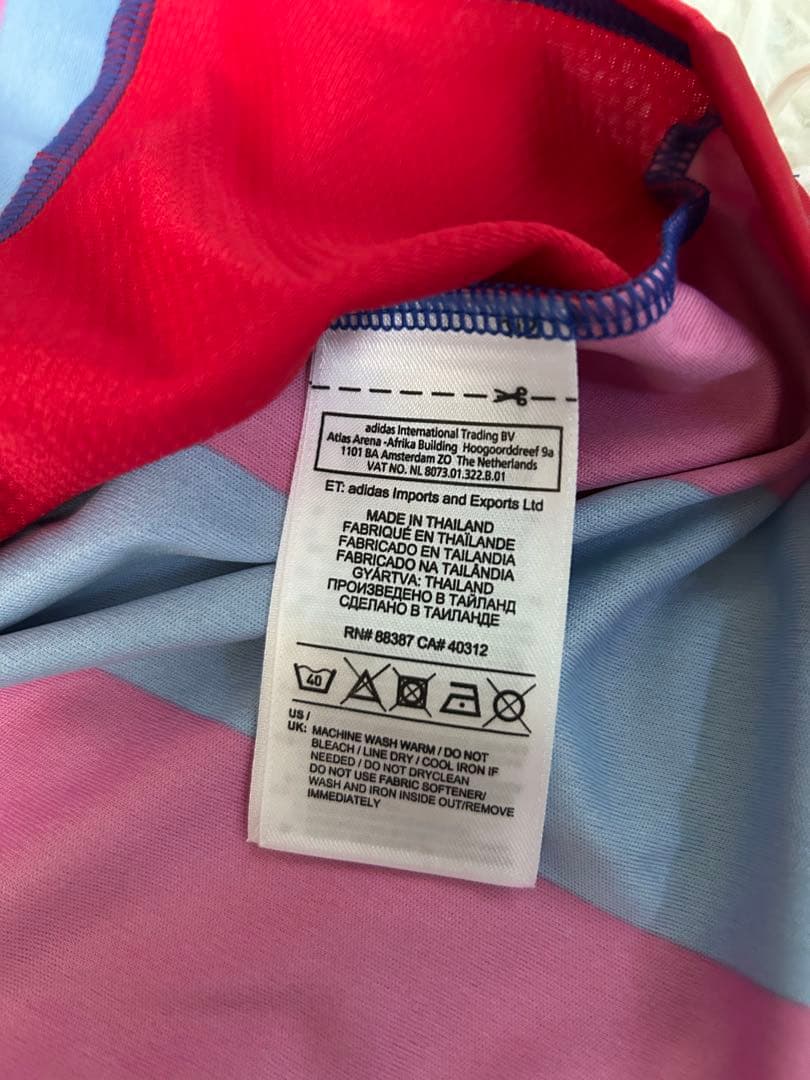 adidas International Trading BV
Atlas Arena -Afrika Building Hoogoorddreef 9a
1101 BA Amsterdam ZO The Netherlands
VAT NO. NL 8073.01.322.B.01
ET: adidas Imports and Exports Ltd
MADE IN THAILAND
FABRIQUÉ EN THAÏLANDE
FABRICADO EN TAILANDIA
FABRICADO NA TAILÂNDIA
GYÁRTVA: THAILAND
ПРОИЗВЕДЕНО В ТАЙЛАНД
СДЕЛАНО В ТАИЛАНДЕ
RN# 88387 CA# 40312
40
US /
UK: MACHINE WASH WARM / DO NOT
BLEACH / LINE DRY / COOL IRON IF
NEEDED / DO NOT DRYCLEAN
DO NOT USE FABRIC SOFTENER/
WASH AND IRON INSIDE OUT/REMOVE
IMMEDIATELY